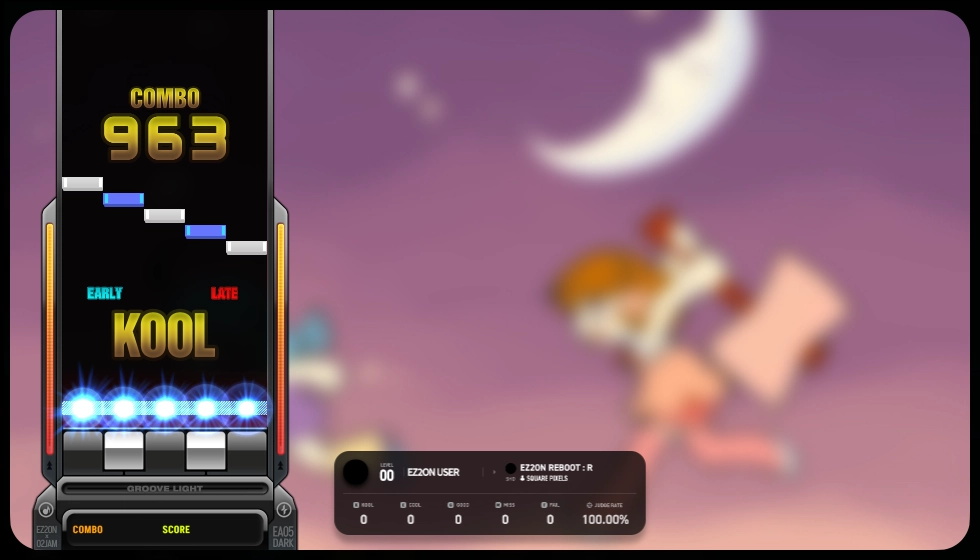 COMBO
963
EARLY LATE
KOOL
GROOVE LIGHT
COMBO SCORE
EZ2ON
×
O2JAM
EA05
DARK
LEVEL
00
EZ2ON USER
EZ2ON REBOOT : R
SQUARE PIXELS
KOOL COOL GOOD MISS FAIL JUDGE RATE
0 0 0 0 0 100.00%